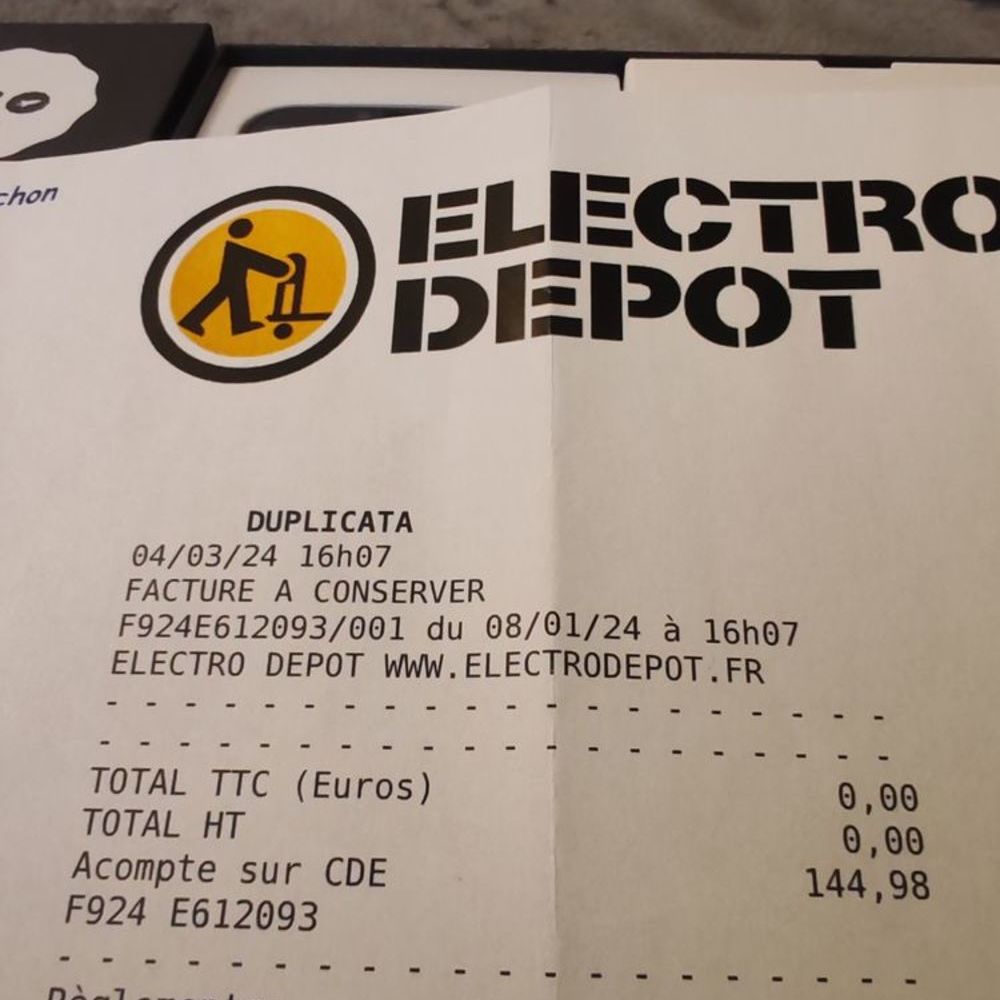 chon
ELECTRO
DEPOT
DUPLICATA
04/03/24 16h07
FACTURE A CONSERVER
F924E612093/001 du 08/01/24 à 16h07
ELECTRO DEPOT WWW.ELECTRODEPOT.FR
- - - - - - - - - - - - - - - - - - - - -
- - - - - - - - - - - - - - - - - - - - -
TOTAL TTC (Euros) 0,00
TOTAL HT 0,00
Acompte sur CDE 144,98
F924 E612093
- - - - - - - - - - - - - - - - - - - - -